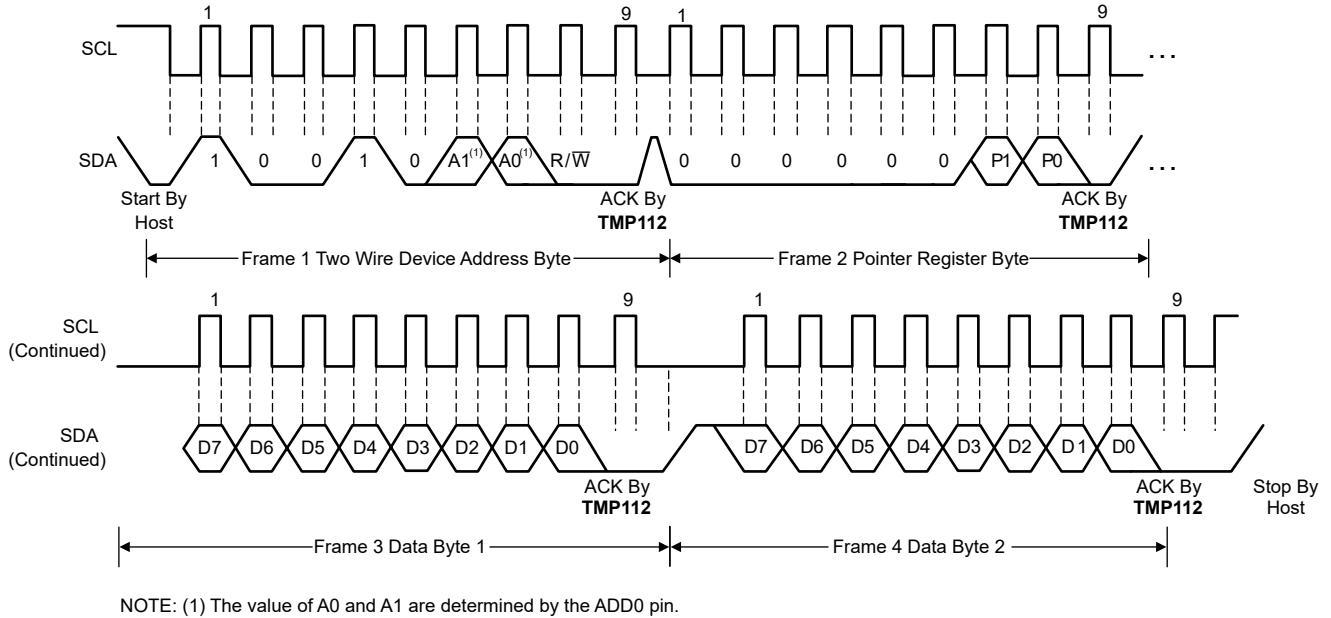 1 9 1 9
SCL ...
SDA 1 0 0 1 0 A1(1) A0(1) R/W̅ 0 0 0 0 0 0 P1 P0 ...
Start By
Host
ACK By
TMP112
ACK By
TMP112
Frame 1 Two Wire Device Address Byte Frame 2 Pointer Register Byte
1 9 1 9
SCL
(Continued)
SDA
(Continued)
D7 D6 D5 D4 D3 D2 D1 D0 D7 D6 D5 D4 D3 D2 D1 D0
ACK By
TMP112
ACK By
TMP112
Stop By
Host
Frame 3 Data Byte 1 Frame 4 Data Byte 2
NOTE: (1) The value of A0 and A1 are determined by the ADD0 pin.